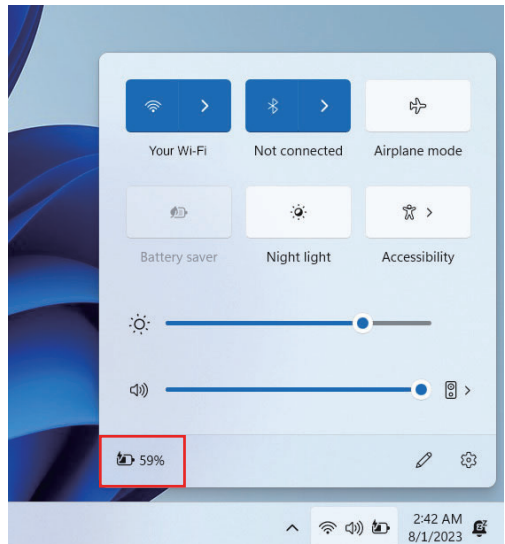 Your Wi-Fi Not connected Airplane mode
Battery saver Night light Accessibility
59%
2:42 AM
8/1/2023